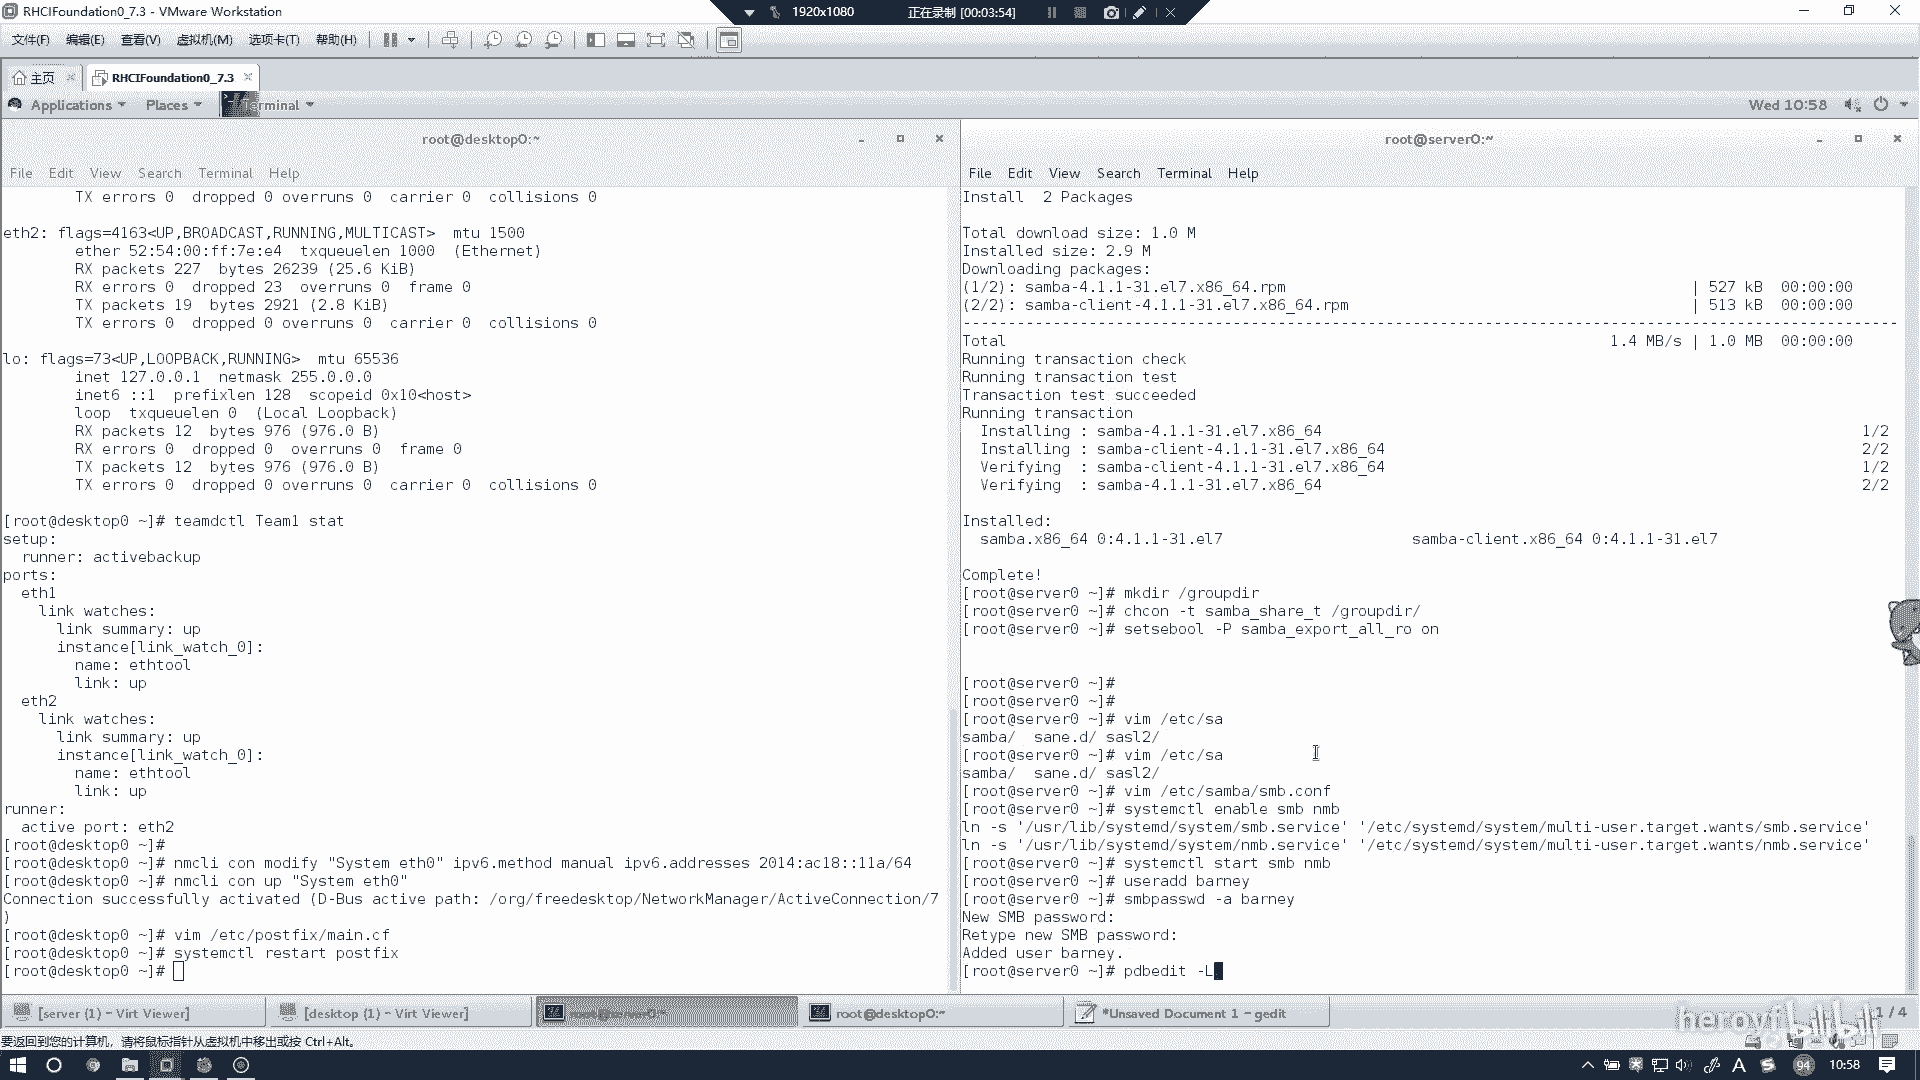 RHCIFoundation0_7.3 - VMware Workstation
1920x1080
正在录制 [00:03:54]
文件(F) 编辑(E) 查看(V) 虚拟机(M) 选项卡(T) 帮助(H)
主页
RHCIFoundation0_7.3
Applications Places Terminal
Wed 10:58
root@desktop0:~
File Edit View Search Terminal Help
TX errors 0 dropped 0 overruns 0 carrier 0 collisions 0
eth2: flags=4163<UP,BROADCAST,RUNNING,MULTICAST> mtu 1500
ether 52:54:00:ff:7e:e4 txqueuelen 1000 (Ethernet)
RX packets 227 bytes 26239 (25.6 KiB)
RX errors 0 dropped 23 overruns 0 frame 0
TX packets 19 bytes 2921 (2.8 KiB)
TX errors 0 dropped 0 overruns 0 carrier 0 collisions 0
lo: flags=73<UP,LOOPBACK,RUNNING> mtu 65536
inet 127.0.0.1 netmask 255.0.0.0
inet6 ::1 prefixlen 128 scopeid 0x10<host>
loop txqueuelen 0 (Local Loopback)
RX packets 12 bytes 976 (976.0 B)
RX errors 0 dropped 0 overruns 0 frame 0
TX packets 12 bytes 976 (976.0 B)
TX errors 0 dropped 0 overruns 0 carrier 0 collisions 0
[root@desktop0 ~]# teamdctl Team1 stat
setup:
runner: activebackup
ports:
eth1
link watches:
link summary: up
instance[link_watch_0]:
name: ethtool
link: up
eth2
link watches:
link summary: up
instance[link_watch_0]:
name: ethtool
link: up
runner:
active port: eth2
[root@desktop0 ~]#
[root@desktop0 ~]# nmcli con modify "System eth0" ipv6.method manual ipv6.addresses 2014:ac18::11a/64
[root@desktop0 ~]# nmcli con up "System eth0"
Connection successfully activated (D-Bus active path: /org/freedesktop/NetworkManager/ActiveConnection/7
)
[root@desktop0 ~]# vim /etc/postfix/main.cf
[root@desktop0 ~]# systemctl restart postfix
[root@desktop0 ~]#
root@server0:~
File Edit View Search Terminal Help
Install 2 Packages
Total download size: 1.0 M
Installed size: 2.9 M
Downloading packages:
(1/2): samba-4.1.1-31.el7.x86_64.rpm | 527 kB 00:00:00
(2/2): samba-client-4.1.1-31.el7.x86_64.rpm | 513 kB 00:00:00
--------------------------------------------------------------------------------
Total 1.4 MB/s | 1.0 MB 00:00:00
Running transaction check
Running transaction test
Transaction test succeeded
Running transaction
Installing : samba-4.1.1-31.el7.x86_64 1/2
Installing : samba-client-4.1.1-31.el7.x86_64 2/2
Verifying : samba-client-4.1.1-31.el7.x86_64 1/2
Verifying : samba-4.1.1-31.el7.x86_64 2/2
Installed:
samba.x86_64 0:4.1.1-31.el7 samba-client.x86_64 0:4.1.1-31.el7
Complete!
[root@server0 ~]# mkdir /groupdir
[root@server0 ~]# chcon -t samba_share_t /groupdir/
[root@server0 ~]# setsebool -P samba_export_all_ro on
[root@server0 ~]#
[root@server0 ~]#
[root@server0 ~]# vim /etc/sa
samba/ sane.d/ sasl2/
[root@server0 ~]# vim /etc/sa
samba/ sane.d/ sasl2/
[root@server0 ~]# vim /etc/samba/smb.conf
[root@server0 ~]# systemctl enable smb nmb
ln -s '/usr/lib/systemd/system/smb.service' '/etc/systemd/system/multi-user.target.wants/smb.service'
ln -s '/usr/lib/systemd/system/nmb.service' '/etc/systemd/system/multi-user.target.wants/nmb.service'
[root@server0 ~]# systemctl start smb nmb
[root@server0 ~]# useradd barney
[root@server0 ~]# smbpasswd -a barney
New SMB password:
Retype new SMB password:
Added user barney.
[root@server0 ~]# pdbedit -L
[server (1) - Virt Viewer] [desktop (1) - Virt Viewer] root@server0:~ root@desktop0:~ *Unsaved Document 1 - gedit 1 / 4
bilibili
要返回到您的计算机，请将鼠标指针从虚拟机中移出或按 Ctrl+Alt。
A 94 10:58